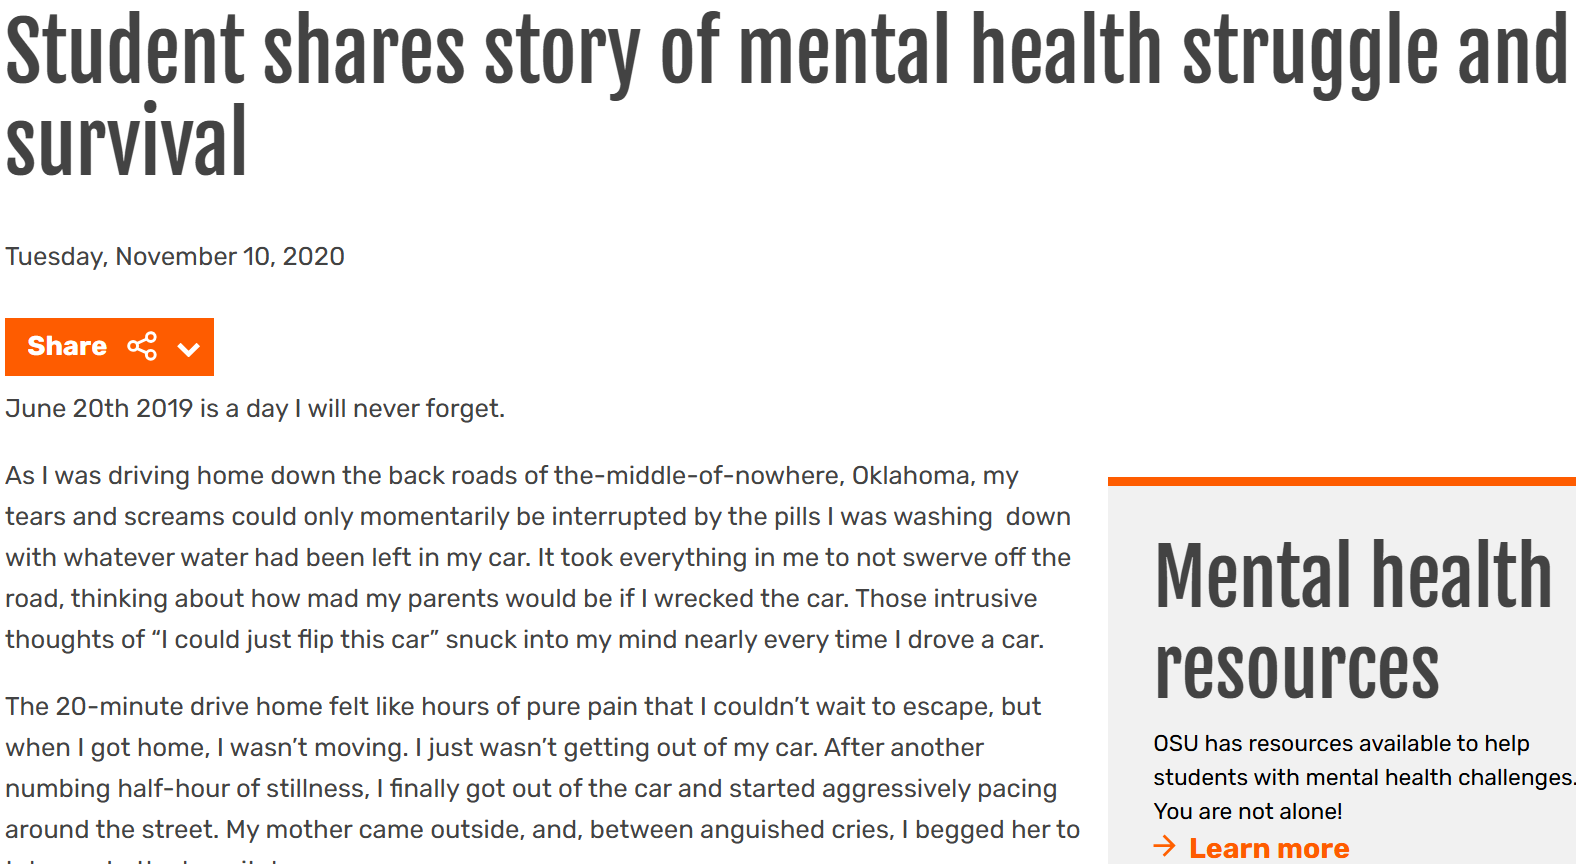 Student shares story of mental health struggle and
survival
Tuesday, November 10, 2020
Share
June 20th 2019 is a day I will never forget.
As I was driving home down the back roads of the-middle-of-nowhere, Oklahoma, my
tears and screams could only momentarily be interrupted by the pills I was washing  down
with whatever water had been left in my car. It took everything in me to not swerve off the
road, thinking about how mad my parents would be if I wrecked the car. Those intrusive
thoughts of “I could just flip this car” snuck into my mind nearly every time I drove a car.
The 20-minute drive home felt like hours of pure pain that I couldn’t wait to escape, but
when I got home, I wasn’t moving. I just wasn’t getting out of my car. After another
numbing half-hour of stillness, I finally got out of the car and started aggressively pacing
around the street. My mother came outside, and, between anguished cries, I begged her to
Mental health
resources
OSU has resources available to help
students with mental health challenges.
You are not alone!
Learn more